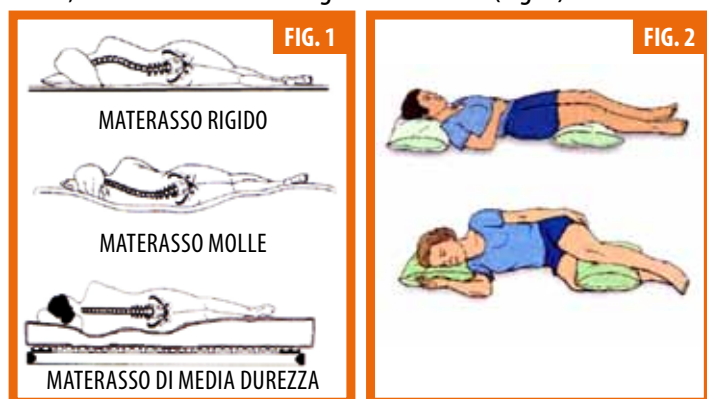 FIG. 1
MATERASSO RIGIDO
MATERASSO MOLLE
MATERASSO DI MEDIA DUREZZA
FIG. 2